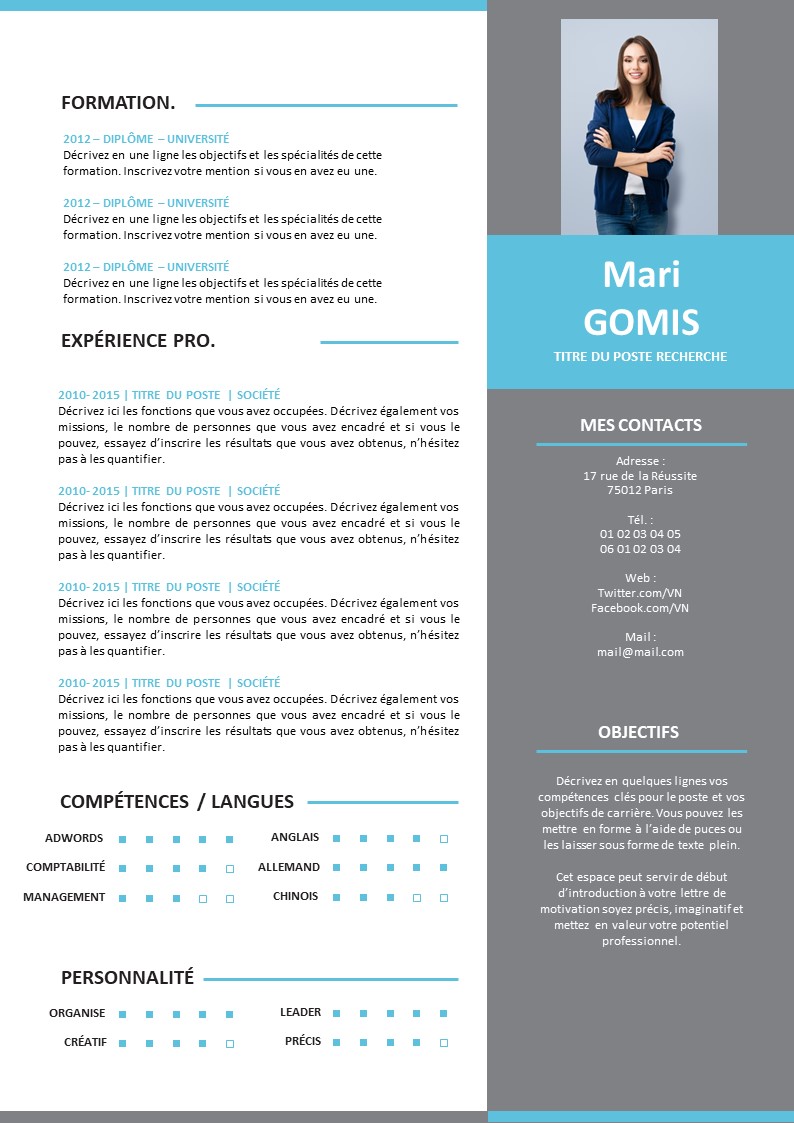 FORMATION.
2012 – DIPLÔME – UNIVERSITÉ
Décrivez en une ligne les objectifs et les spécialités de cette
formation. Inscrivez votre mention si vous en avez eu une.
2012 – DIPLÔME – UNIVERSITÉ
Décrivez en une ligne les objectifs et les spécialités de cette
formation. Inscrivez votre mention si vous en avez eu une.
2012 – DIPLÔME – UNIVERSITÉ
Décrivez en une ligne les objectifs et les spécialités de cette
formation. Inscrivez votre mention si vous en avez eu une.
EXPÉRIENCE PRO.
2010- 2015 | TITRE DU POSTE | SOCIÉTÉ
Décrivez ici les fonctions que vous avez occupées. Décrivez également vos
missions, le nombre de personnes que vous avez encadré et si vous le
pouvez, essayez d’inscrire les résultats que vous avez obtenus, n’hésitez
pas à les quantifier.
2010- 2015 | TITRE DU POSTE | SOCIÉTÉ
Décrivez ici les fonctions que vous avez occupées. Décrivez également vos
missions, le nombre de personnes que vous avez encadré et si vous le
pouvez, essayez d’inscrire les résultats que vous avez obtenus, n’hésitez
pas à les quantifier.
2010- 2015 | TITRE DU POSTE | SOCIÉTÉ
Décrivez ici les fonctions que vous avez occupées. Décrivez également vos
missions, le nombre de personnes que vous avez encadré et si vous le
pouvez, essayez d’inscrire les résultats que vous avez obtenus, n’hésitez
pas à les quantifier.
2010- 2015 | TITRE DU POSTE | SOCIÉTÉ
Décrivez ici les fonctions que vous avez occupées. Décrivez également vos
missions, le nombre de personnes que vous avez encadré et si vous le
pouvez, essayez d’inscrire les résultats que vous avez obtenus, n’hésitez
pas à les quantifier.
COMPÉTENCES / LANGUES
ADWORDS
COMPTABILITÉ
MANAGEMENT
ANGLAIS
ALLEMAND
CHINOIS
PERSONNALITÉ
ORGANISE
CRÉATIF
LEADER
PRÉCIS
Mari
GOMIS
TITRE DU POSTE RECHERCHE
MES CONTACTS
Adresse :
17 rue de la Réussite
75012 Paris
Tél. :
01 02 03 04 05
06 01 02 03 04
Web :
Twitter.com/VN
Facebook.com/VN
Mail :
mail@mail.com
OBJECTIFS
Décrivez en quelques lignes vos
compétences clés pour le poste et vos
objectifs de carrière. Vous pouvez les
mettre en forme à l’aide de puces ou
les laisser sous forme de texte plein.
Cet espace peut servir de début
d’introduction à votre lettre de
motivation soyez précis, imaginatif et
mettez en valeur votre potentiel
professionnel.